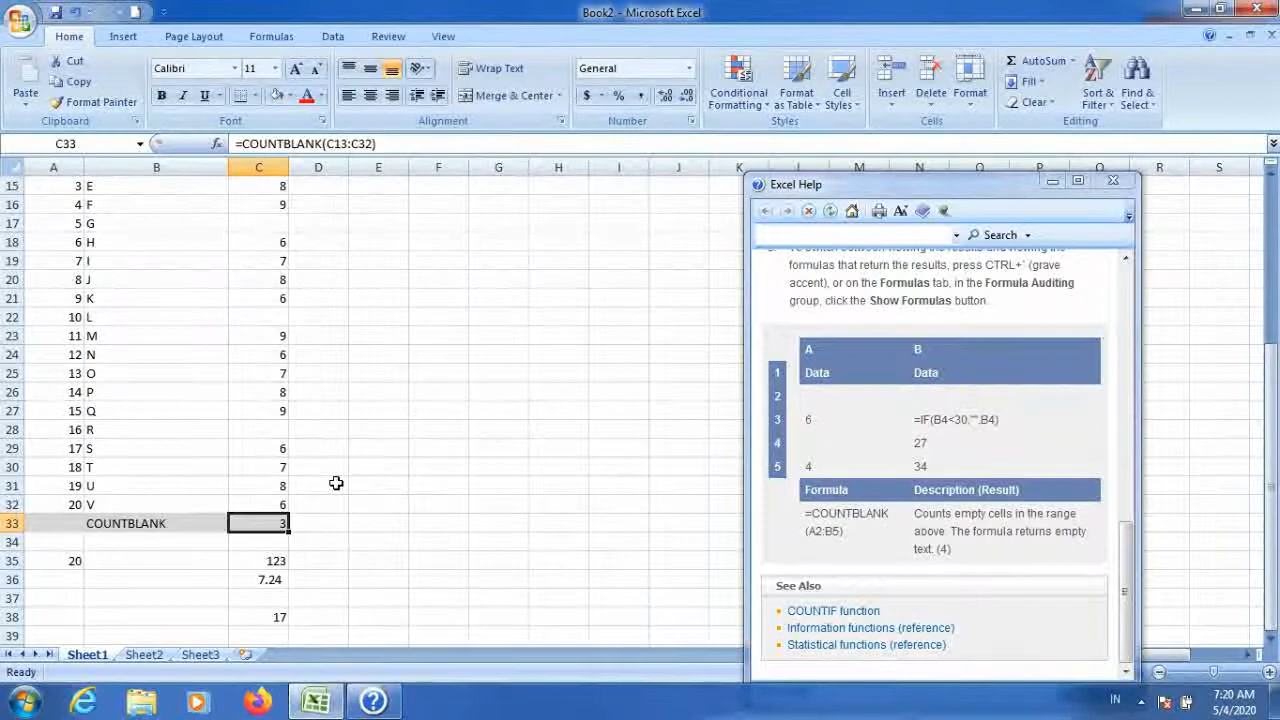 Book2 - Microsoft Excel
Home Insert Page Layout Formulas Data Review View
Paste
Cut
Copy
Format Painter
Clipboard
Calibri 11
B I U
Font
Wrap Text
Merge & Center
Alignment
General
$ % ,
Number
Conditional Formatting
Format as Table
Cell Styles
Styles
Insert
Delete
Format
Cells
Σ AutoSum
Fill
Clear
Sort & Filter
Find & Select
Editing
C33 fx =COUNTBLANK(C13:C32)
A B C D E F G H I J K L M N O P Q R S
15 3 E 8
16 4 F 9
17 5 G
18 6 H 6
19 7 I 7
20 8 J 8
21 9 K 6
22 10 L
23 11 M 9
24 12 N 6
25 13 O 7
26 14 P 8
27 15 Q 9
28 16 R
29 17 S 6
30 18 T 7
31 19 U 8
32 20 V 6
33 COUNTBLANK 3
34
35 20 123
36 7.24
37
38 17
39
Excel Help
Search
formulas that return the results, press CTRL+` (grave
accent), or on the Formulas tab, in the Formula Auditing
group, click the Show Formulas button.
A B
1 Data Data
2
3 6 =IF(B4<30,"",B4)
4 27
5 4 34
Formula Description (Result)
=COUNTBLANK Counts empty cells in the range
(A2:B5) above. The formula returns empty
text. (4)
See Also
COUNTIF function
Information functions (reference)
Statistical functions (reference)
Sheet1 Sheet2 Sheet3
Ready
IN
7:20 AM
5/4/2020